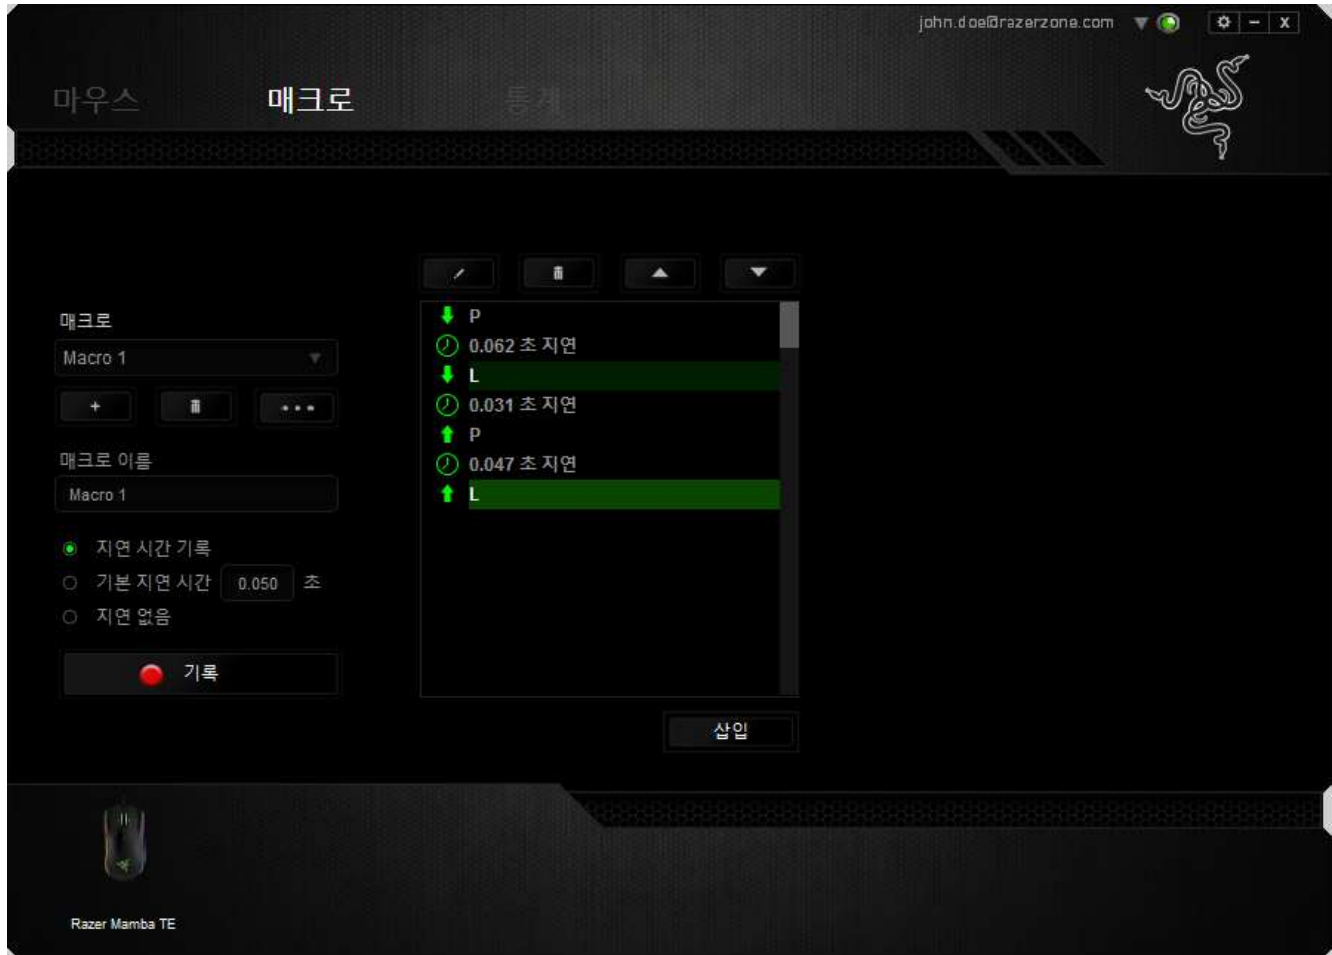 john.doe@razerzone.com
마우스 매크로 통계
매크로
Macro 1
매크로 이름
Macro 1
지연 시간 기록
기본 지연 시간 0.050 초
지연 없음
기록
P
0.062 초 지연
L
0.031 초 지연
P
0.047 초 지연
L
삽입
Razer Mamba TE